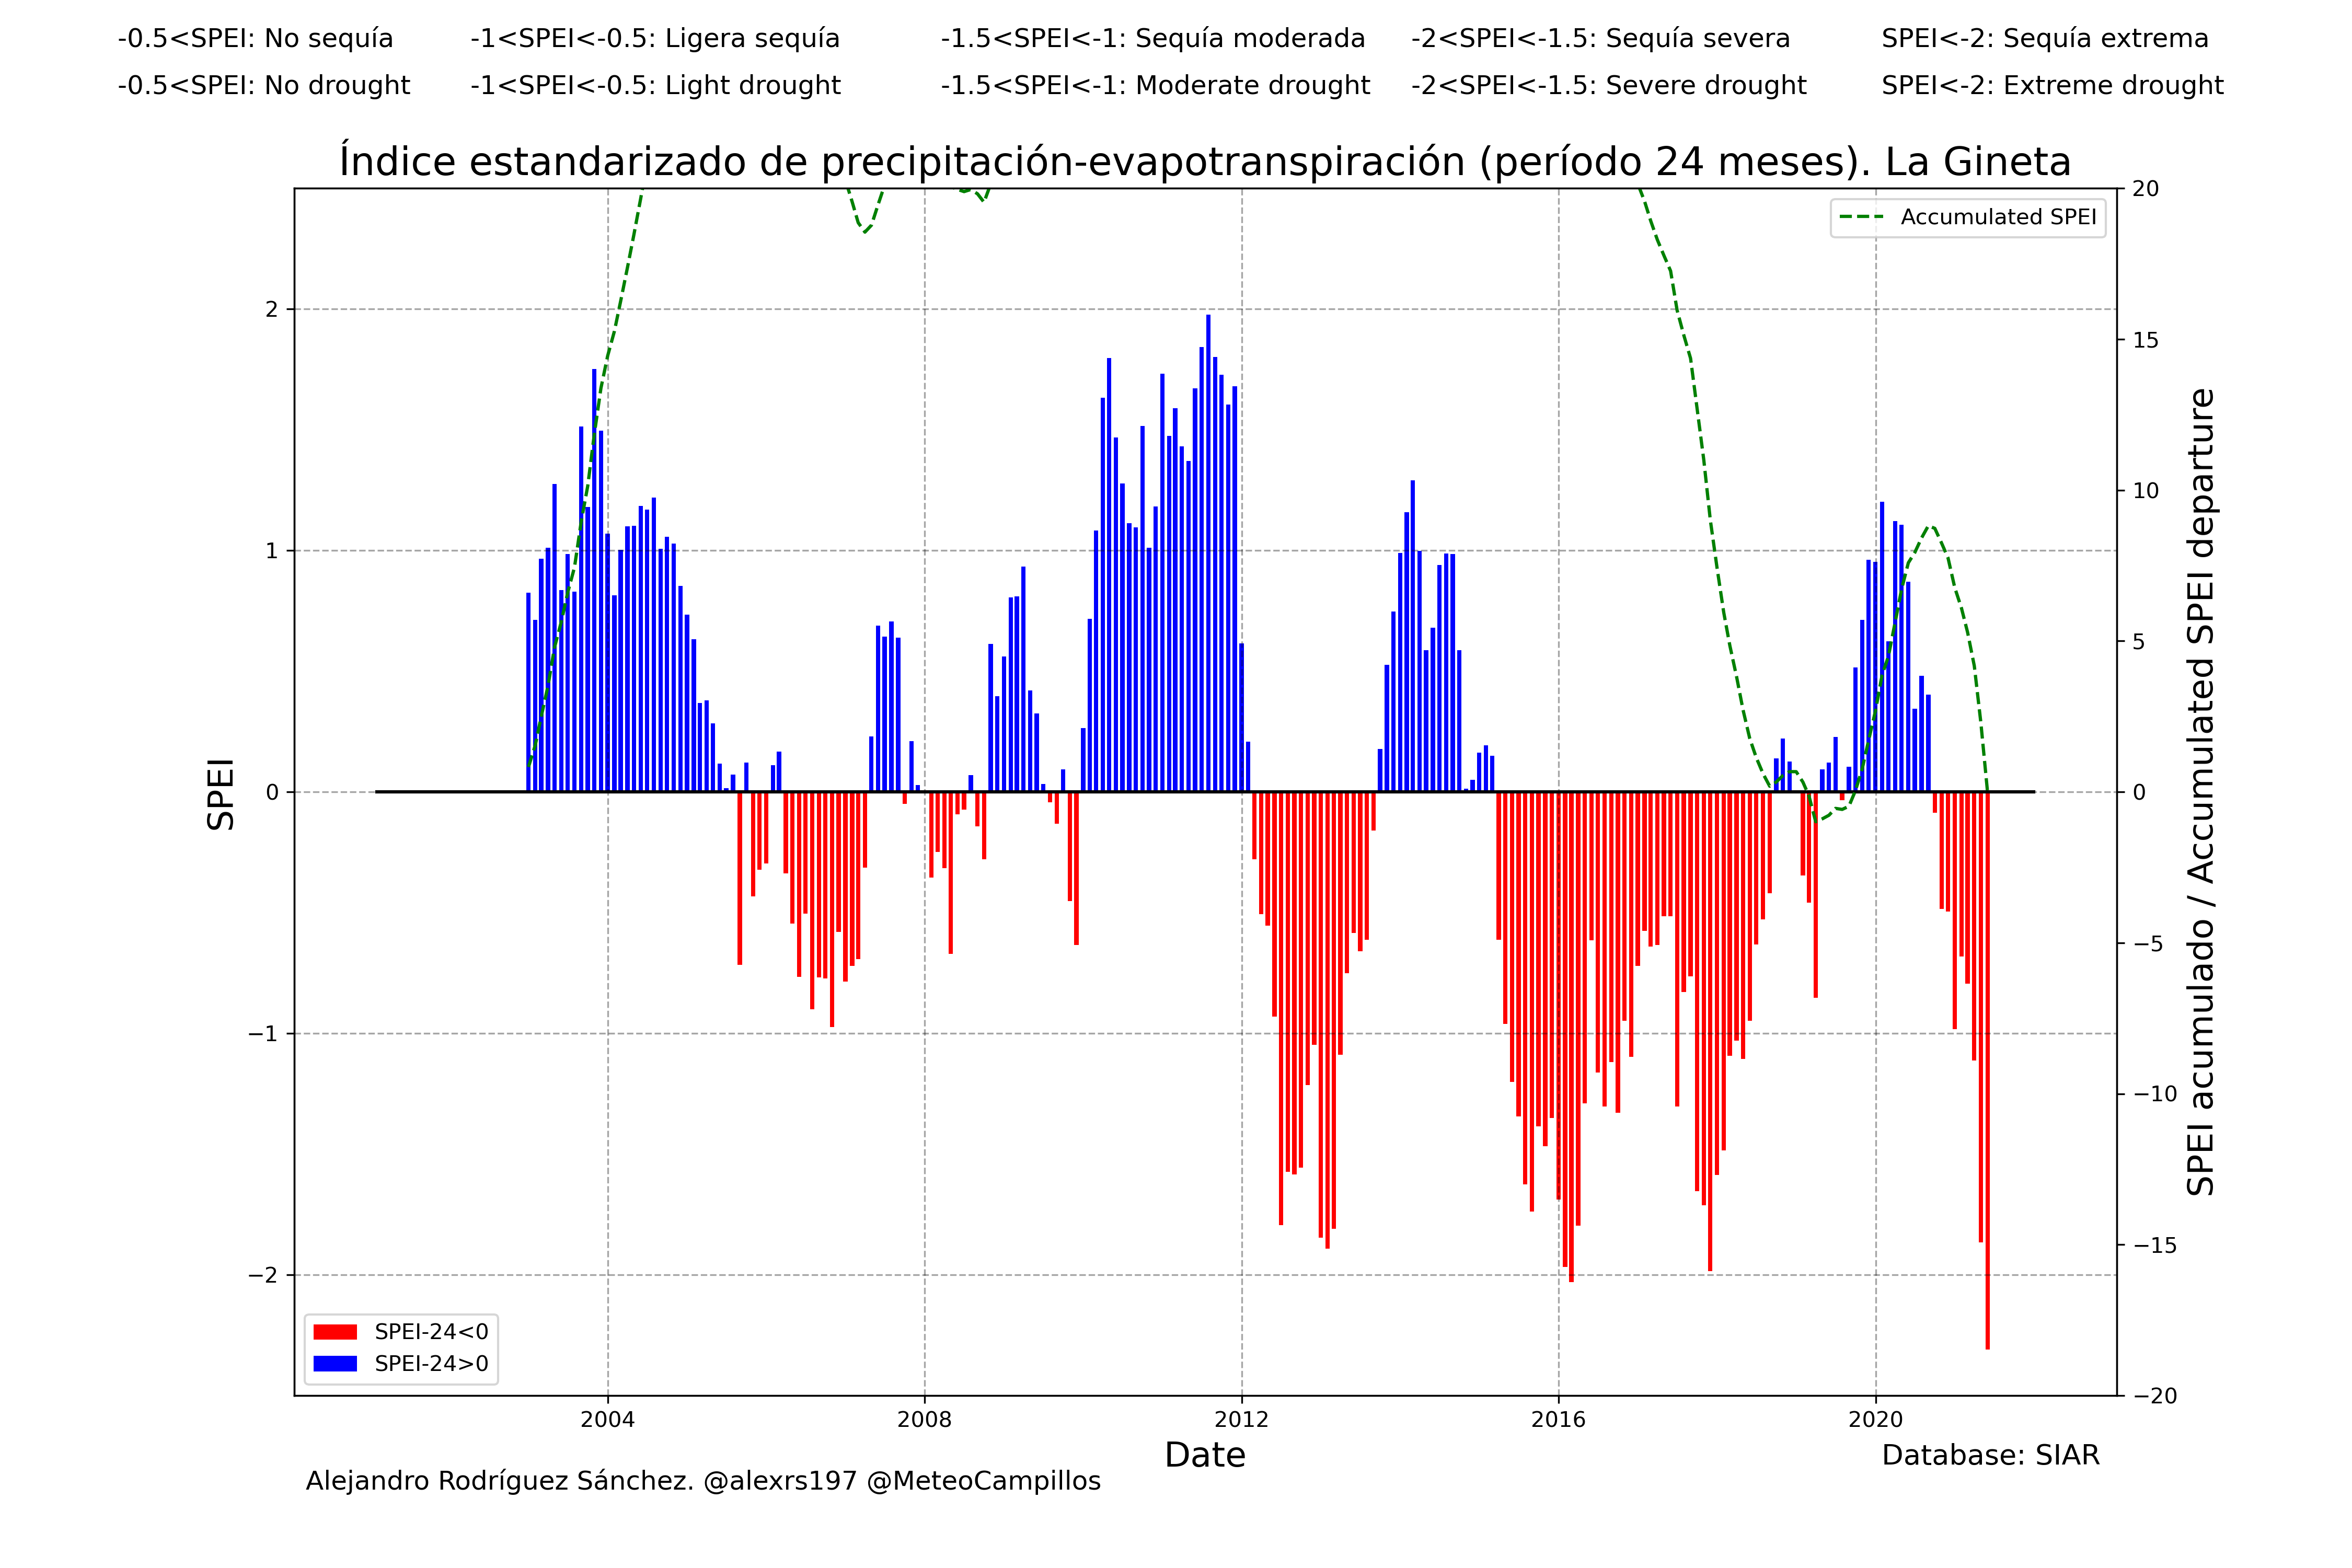 -0.5<SPEI: No sequía -1<SPEI<-0.5: Ligera sequía -1.5<SPEI<-1: Sequía moderada -2<SPEI<-1.5: Sequía severa SPEI<-2: Sequía extrema
-0.5<SPEI: No drought -1<SPEI<-0.5: Light drought -1.5<SPEI<-1: Moderate drought -2<SPEI<-1.5: Severe drought SPEI<-2: Extreme drought
Índice estandarizado de precipitación-evapotranspiración (período 24 meses). La Gineta
Accumulated SPEI
SPEI
2
1
0
−1
−2
20
15
10
5
0
−5
−10
−15
−20
SPEI acumulado / Accumulated SPEI departure
SPEI-24<0
SPEI-24>0
2004 2008 2012 2016 2020
Date
Database: SIAR
Alejandro Rodríguez Sánchez. @alexrs197 @MeteoCampillos